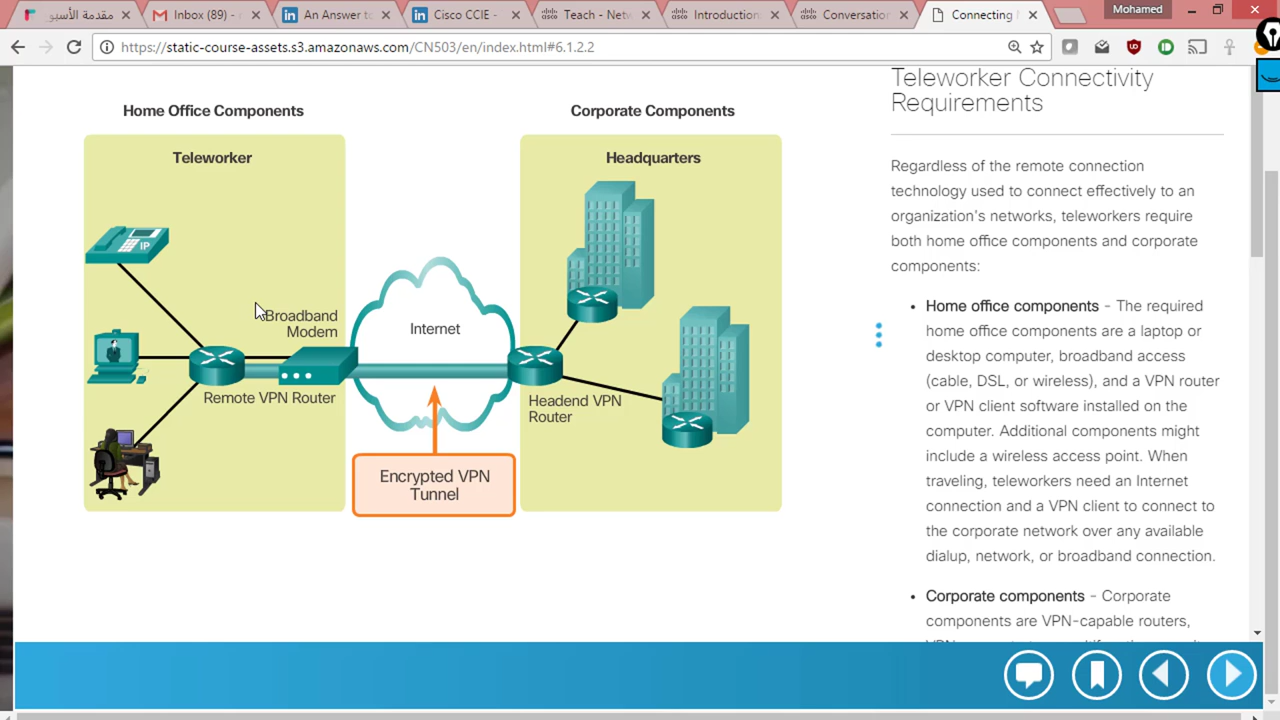 مقدمة الأسبو
Inbox (89) - m
An Answer to
Cisco CCIE -
Teach - Netw
Introduction
Conversation
Connecting
Mohamed
https://static-course-assets.s3.amazonaws.com/CN503/en/index.html#6.1.2.2
Home Office Components
Corporate Components
Teleworker
Headquarters
IP
Broadband
Modem
Internet
Remote VPN Router
Headend VPN
Router
Encrypted VPN
Tunnel
Teleworker Connectivity
Requirements
Regardless of the remote connection
technology used to connect effectively to an
organization's networks, teleworkers require
both home office components and corporate
components:
• Home office components - The required
home office components are a laptop or
desktop computer, broadband access
(cable, DSL, or wireless), and a VPN router
or VPN client software installed on the
computer. Additional components might
include a wireless access point. When
traveling, teleworkers need an Internet
connection and a VPN client to connect to
the corporate network over any available
dialup, network, or broadband connection.
• Corporate components - Corporate
components are VPN-capable routers,